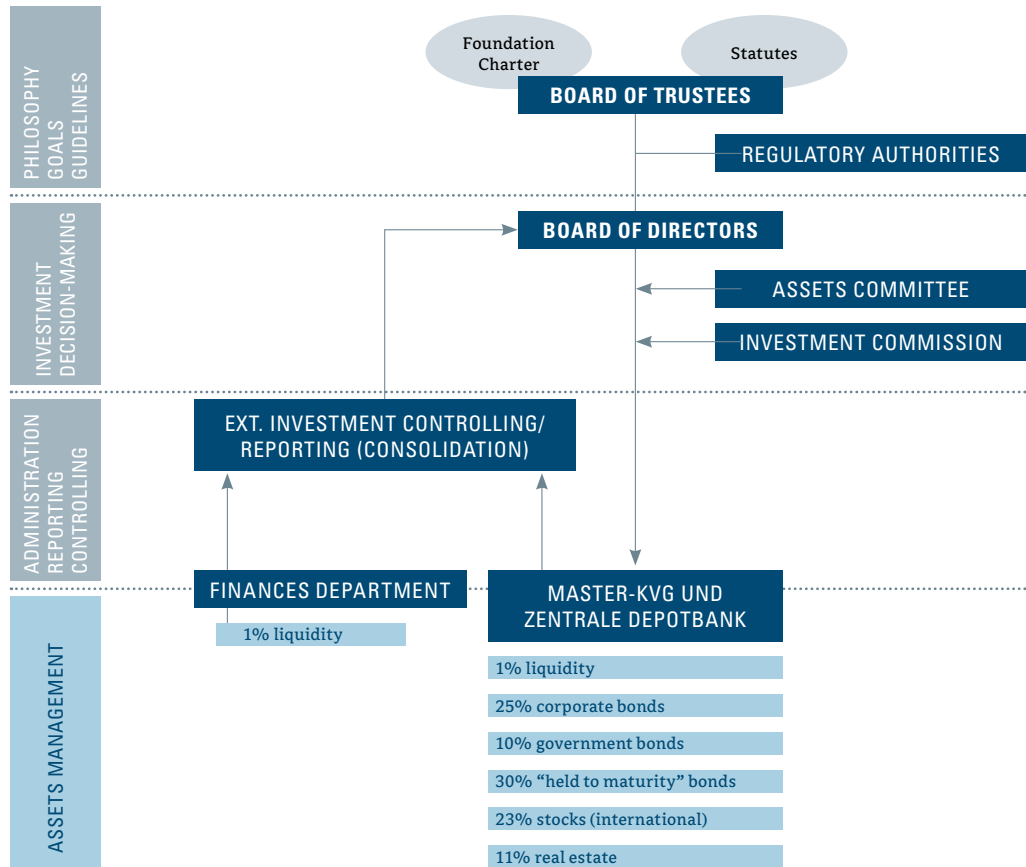 Foundation
Charter
Statutes
BOARD OF TRUSTEES
REGULATORY AUTHORITIES
PHILOSOPHY
GOALS
GUIDELINES
BOARD OF DIRECTORS
ASSETS COMMITTEE
INVESTMENT COMMISSION
INVESTMENT
DECISION-MAKING
EXT. INVESTMENT CONTROLLING/
REPORTING (CONSOLIDATION)
ADMINISTRATION
REPORTING
CONTROLLING
FINANCES DEPARTMENT
1% liquidity
MASTER-KVG UND
ZENTRALE DEPOTBANK
1% liquidity
25% corporate bonds
10% government bonds
30% “held to maturity” bonds
23% stocks (international)
11% real estate
ASSETS MANAGEMENT